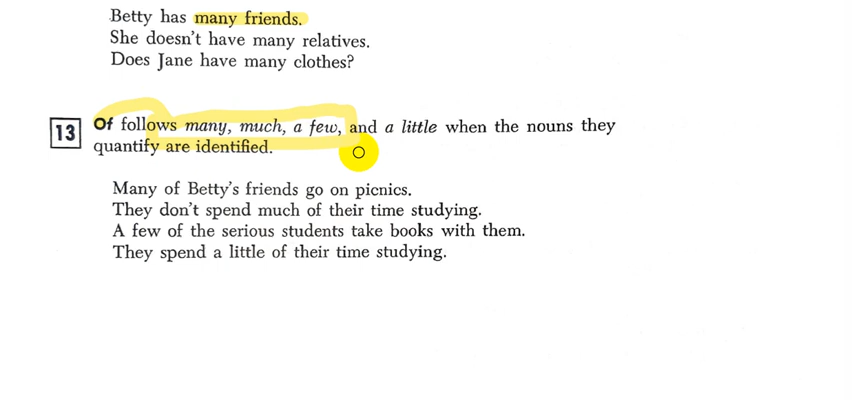 Betty has many friends.
She doesn't have many relatives.
Does Jane have many clothes?
13 Of follows many, much, a few, and a little when the nouns they
quantify are identified.
Many of Betty's friends go on picnics.
They don't spend much of their time studying.
A few of the serious students take books with them.
They spend a little of their time studying.